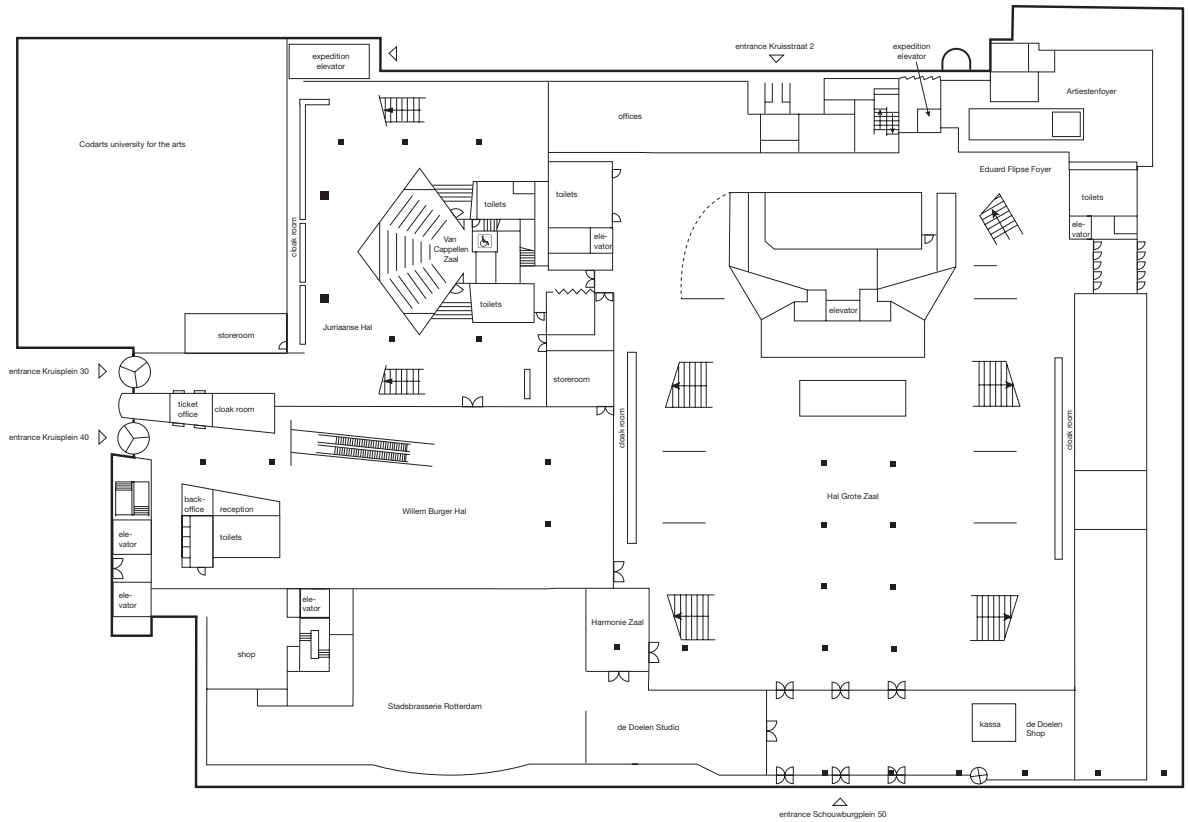 entrance Kruisstraat 2
expedition
elevator
expedition
elevator
Artiestenfoyer
offices
Codarts university for the arts
Eduard Flipse Foyer
toilets
toilets
toilets
cloak room
ele-
vator
Van
Cappellen
Zaal
ele-
vator
toilets
elevator
Jurriaanse Hal
storeroom
entrance Kruisplein 30
storeroom
ticket
office
cloak room
cloak room
cloak room
entrance Kruisplein 40
Hal Grote Zaal
back-
office
reception
Willem Burger Hal
toilets
ele-
vator
ele-
vator
ele-
vator
Harmonie Zaal
shop
Stadsbrasserie Rotterdam
de Doelen Studio
kassa
de Doelen
Shop
entrance Schouwburgplein 50